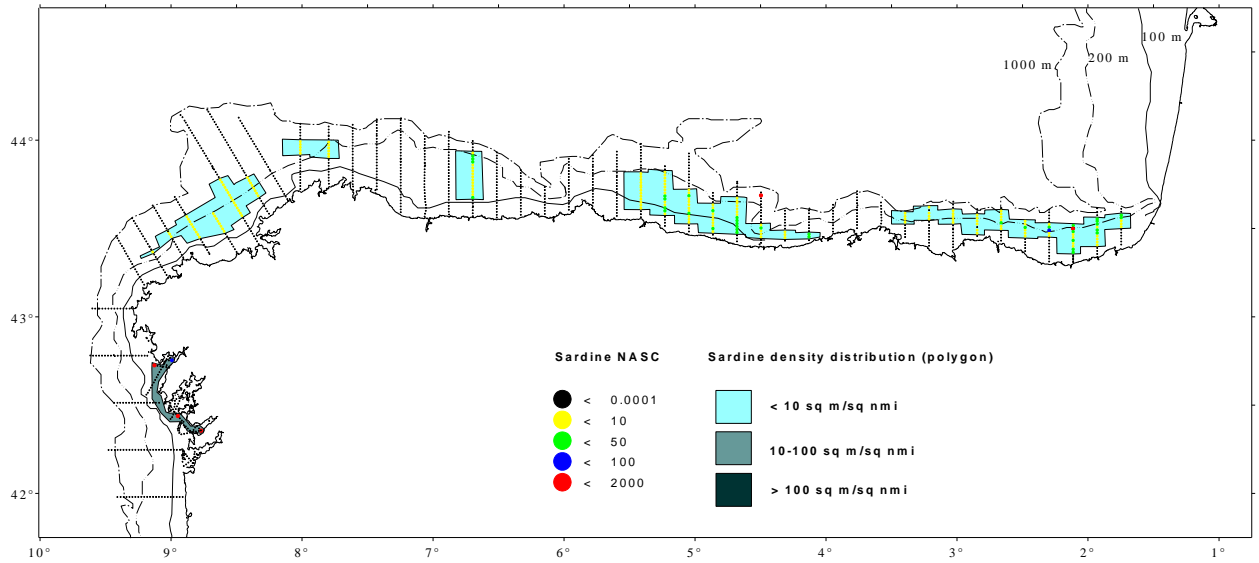 100 m
200 m
1000 m
44°
43°
42°
Sardine NASC
< 0.0001
< 10
< 50
< 100
< 2000
Sardine density distribution (polygon)
< 10 sq m/sq nmi
10-100 sq m/sq nmi
> 100 sq m/sq nmi
10° 9° 8° 7° 6° 5° 4° 3° 2° 1°